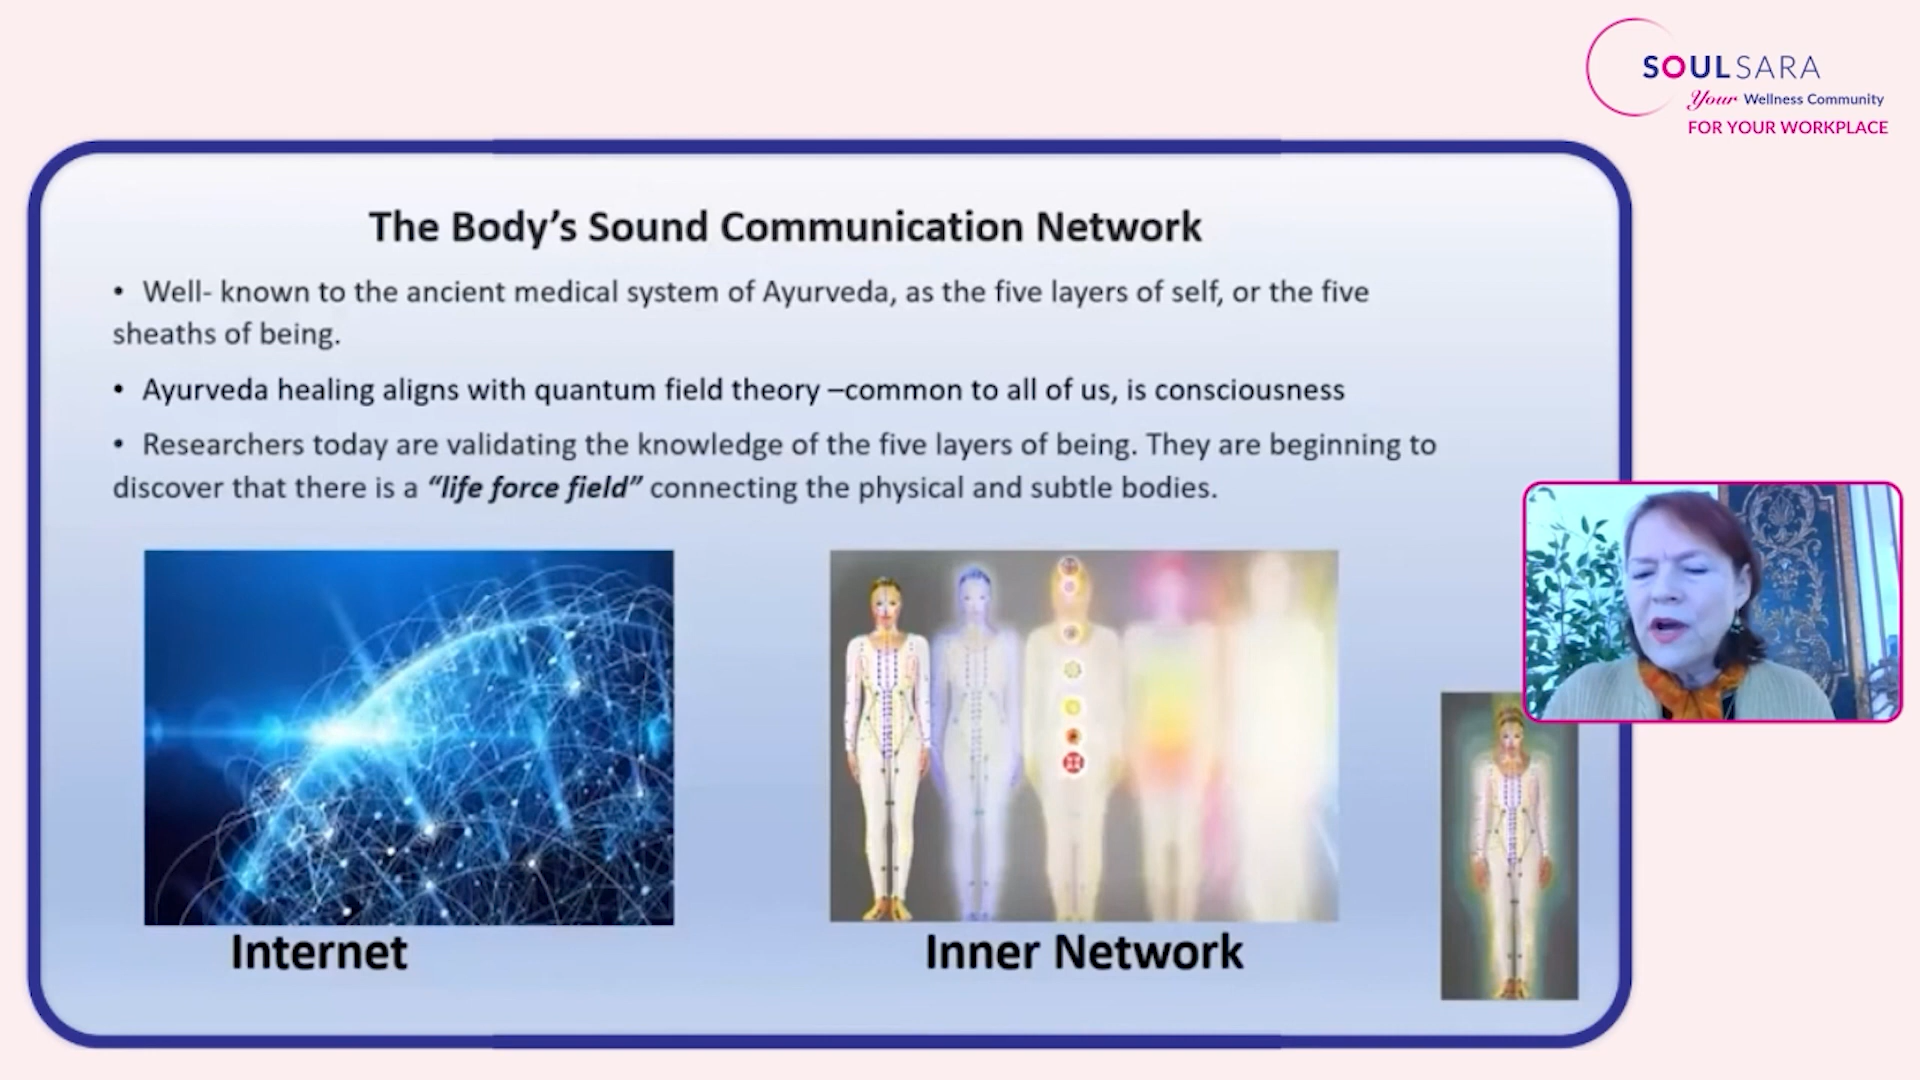 SOULSARA
Your Wellness Community
FOR YOUR WORKPLACE
The Body’s Sound Communication Network
• Well- known to the ancient medical system of Ayurveda, as the five layers of self, or the five
sheaths of being.
• Ayurveda healing aligns with quantum field theory –common to all of us, is consciousness
• Researchers today are validating the knowledge of the five layers of being. They are beginning to
discover that there is a “life force field” connecting the physical and subtle bodies.
Internet
Inner Network